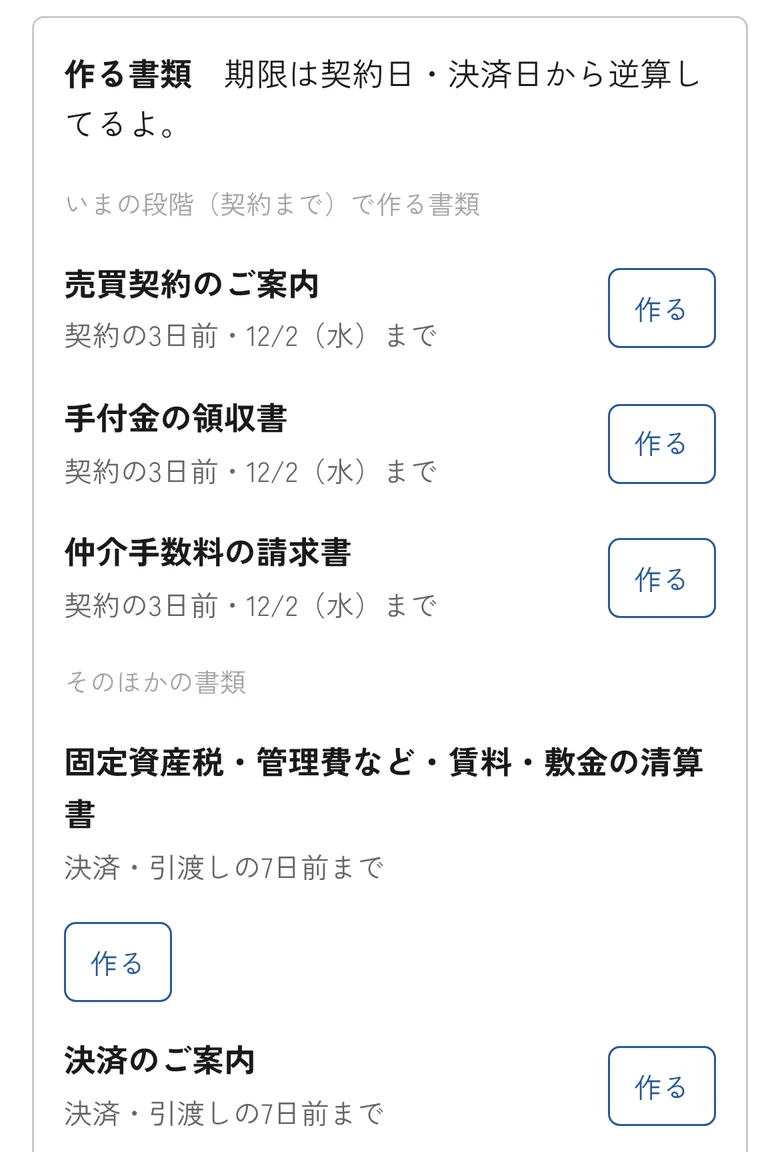 作る書類　期限は契約日・決済日から逆算し
てるよ。
いまの段階（契約まで）で作る書類
売買契約のご案内
契約の3日前・12/2（水）まで
作る
手付金の領収書
契約の3日前・12/2（水）まで
作る
仲介手数料の請求書
契約の3日前・12/2（水）まで
作る
そのほかの書類
固定資産税・管理費など・賃料・敷金の清算
書
決済・引渡しの7日前まで
作る
決済のご案内
決済・引渡しの7日前まで
作る